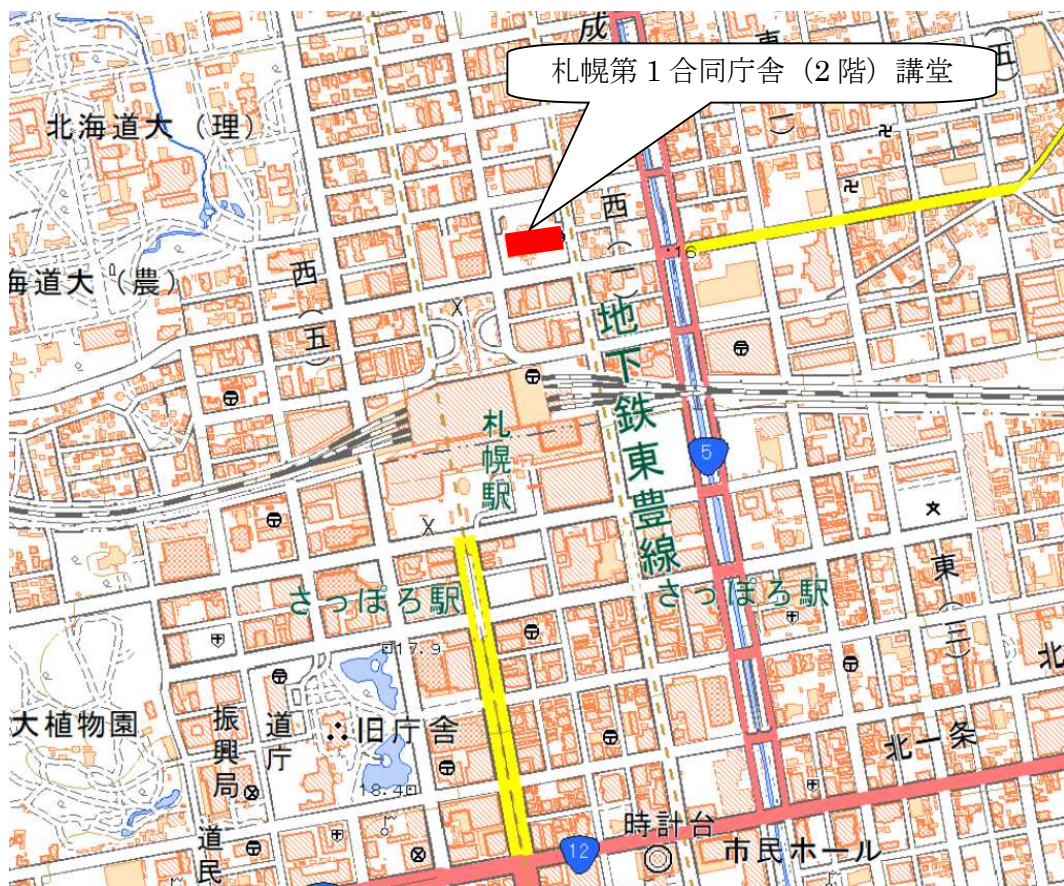 成
東
(二)
五
札幌第1合同庁舎（2階）講堂
北海道大（理）
西
(一)
海道大（農）
西
(五)
16
地下鉄東豊線
札幌駅
5
さっぽろ駅
さっぽろ駅
東
(三)
17.9
北
大植物園
振興局
道庁
旧庁舎
18.4
北一条
道民
時計台
市民ホール
12